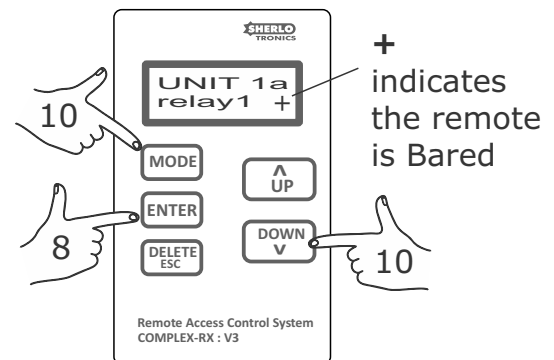 SHERLO
TRONICS
UNIT 1a
relay1 +
+
indicates
the remote
is Bared
10
MODE
^
UP
ENTER
8
DOWN
v
10
DELETE
ESC
Remote Access Control System
COMPLEX-RX : V3